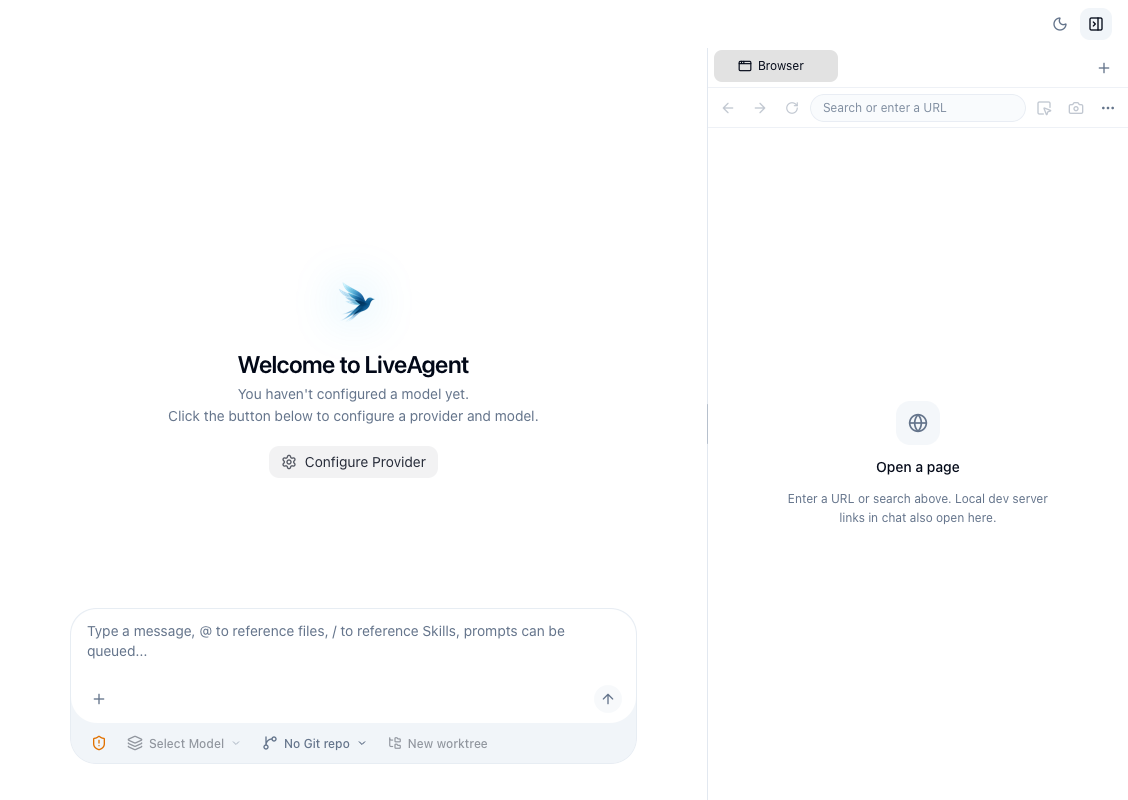 Browser
Search or enter a URL
Welcome to LiveAgent
You haven't configured a model yet.
Click the button below to configure a provider and model.
Configure Provider
Open a page
Enter a URL or search above. Local dev server
links in chat also open here.
Type a message, @ to reference files, / to reference Skills, prompts can be
queued...
Select Model
No Git repo
New worktree